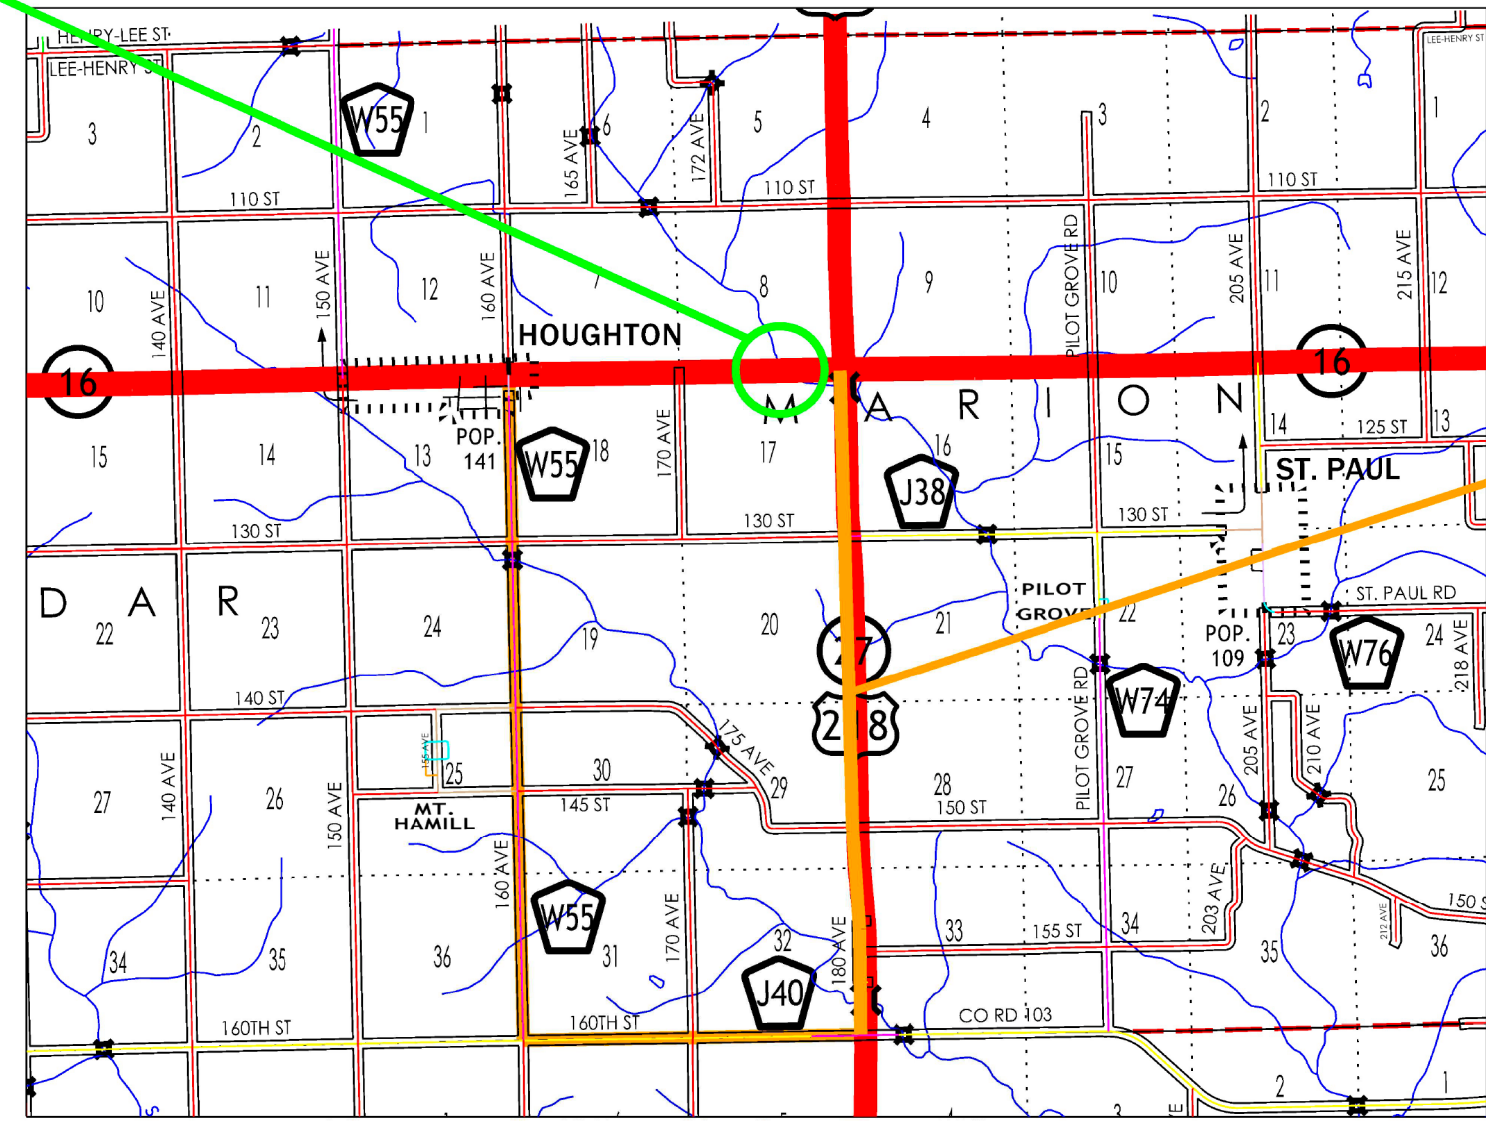 HENRY-LEE ST.
LEE-HENRY ST
LEE-HENRY ST
3
2
W55
1
165 AVE
6
172 AVE
5
4
3
2
1
110 ST
110 ST
110 ST
10
140 AVE
11
150 AVE
12
160 AVE
7
8
9
PILOT GROVE RD
10
205 AVE
11
215 AVE
12
HOUGHTON
16
16
M A R I O N
POP.
141
15
14
13
W55
18
170 AVE
17
J38
16
15
14
125 ST
13
ST. PAUL
130 ST
130 ST
130 ST
D A R
22
23
24
19
20
27
21
PILOT
GROVE
22
POP.
109
23
ST. PAUL RD
W76
24
218 AVE
140 ST
218
W74
PILOT GROVE RD
205 AVE
210 AVE
175 AVE
27
140 AVE
26
150 AVE
155 AVE
25
MT.
HAMILL
30
145 ST
29
28
150 ST
27
26
25
160 AVE
W55
170 AVE
180 AVE
203 AVE
212 AVE
150 S
34
35
36
31
32
33
155 ST
34
35
36
J40
160TH ST
160TH ST
CO RD 103
2
1